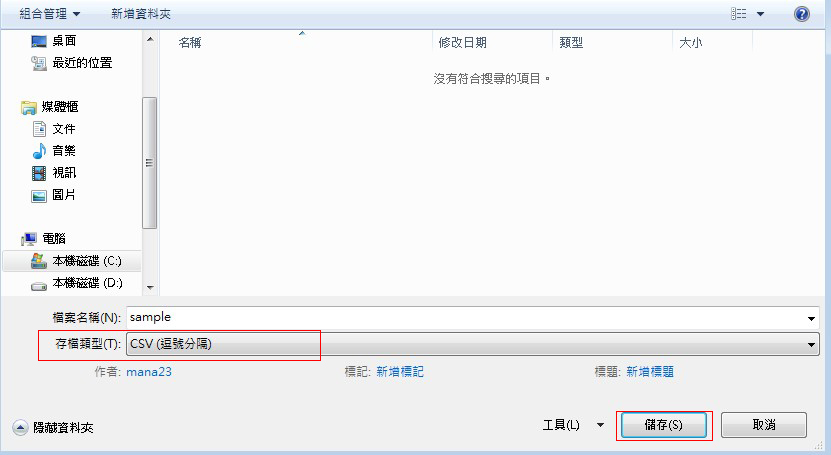 組合管理 新增資料夾
桌面
最近的位置
媒體櫃
文件
音樂
視訊
圖片
電腦
本機磁碟 (C:)
本機磁碟 (D:)
名稱 修改日期 類型 大小
沒有符合搜尋的項目。
檔案名稱(N): sample
存檔類型(T): CSV (逗號分隔)
作者: mana23 標記: 新增標記 標題: 新增標題
隱藏資料夾 工具(L) 儲存(S) 取消